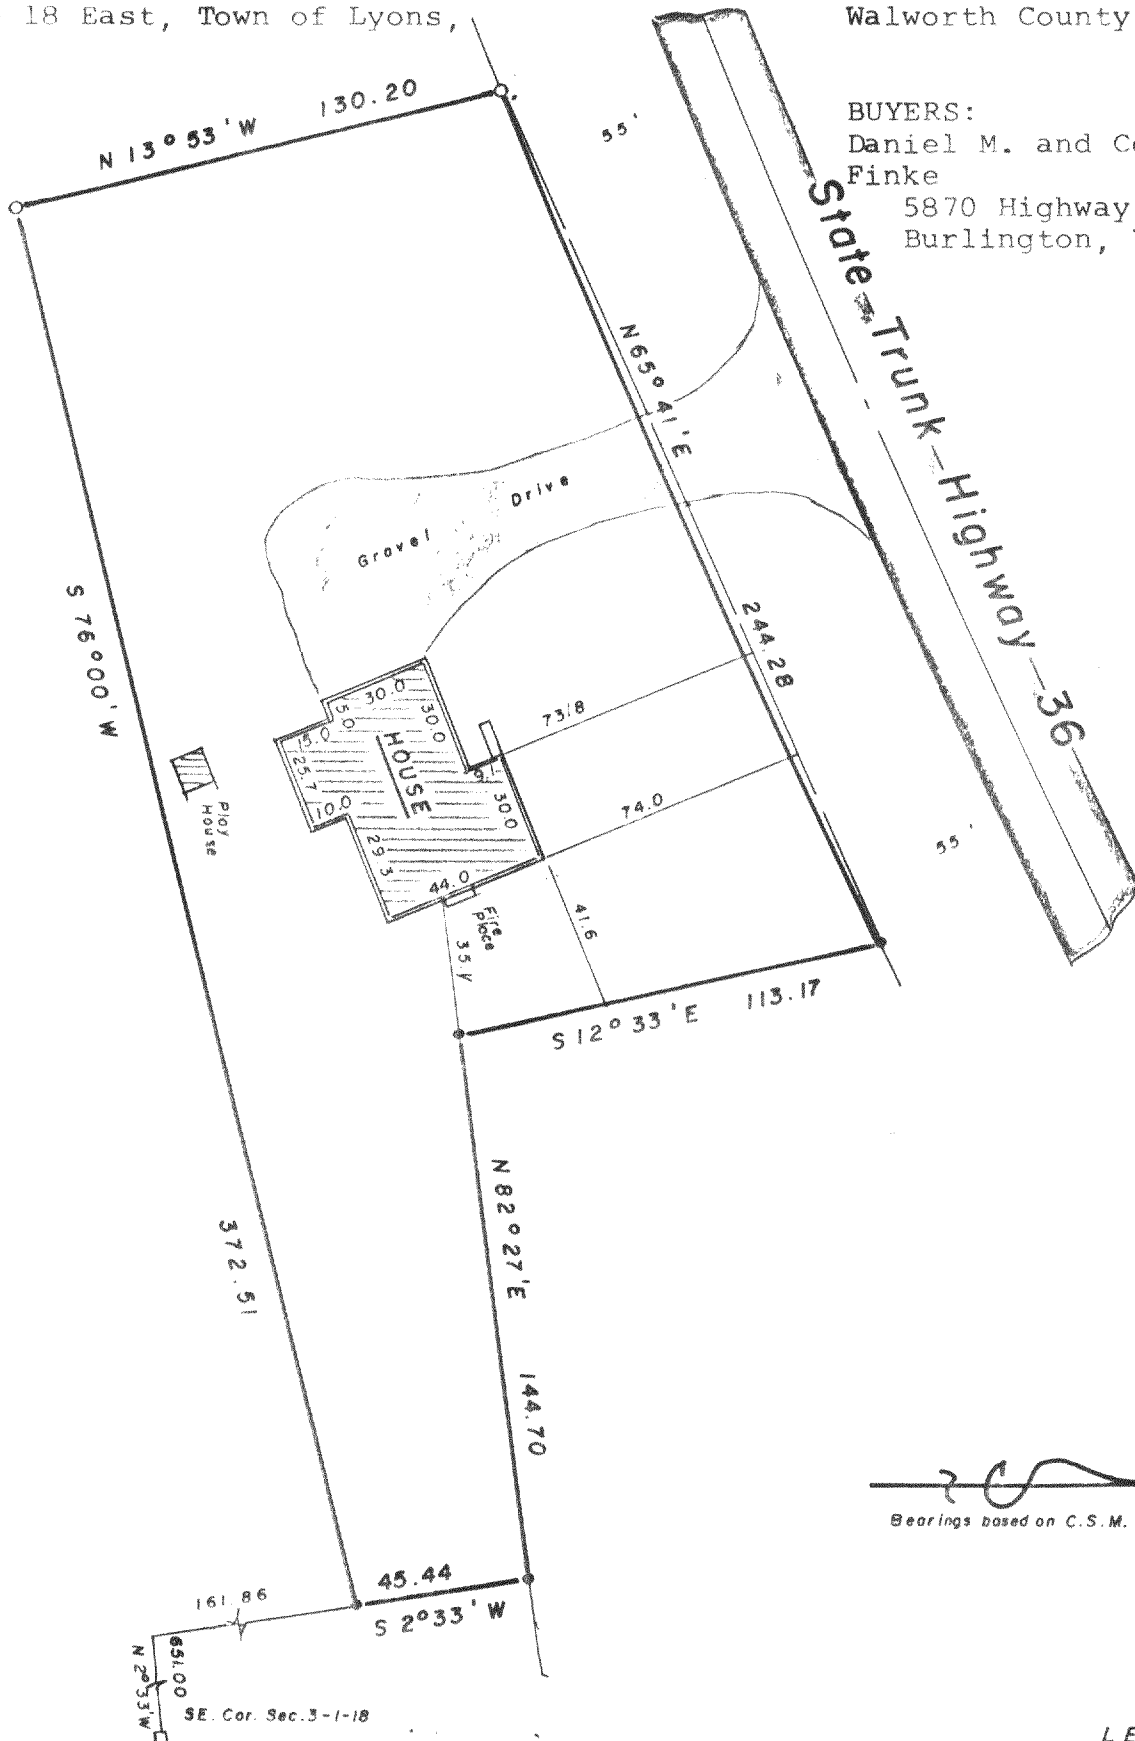 18 East, Town of Lyons,
Walworth County
BUYERS:
Daniel M. and
Finke
5870 Highway
Burlington,
N 13° 53' W 130.20
55'
State Trunk Highway 36
N 65° 41' E
244.28
Gravel Drive
S 76° 00' W
372.51
30.0
5.0
15.0
30.0
25.7
HOUSE
10.0
30.0
29.3
44.0
73.8
74.0
Play
House
Fire
Place
41.6
35.1
55'
S 12° 33' E 113.17
N 82° 27' E
144.70
Bearings based on C.S.M.
161.86
45.44
S 2° 33' W
651.00
N 2° 33' W
SE. Cor. Sec. 3-1-18